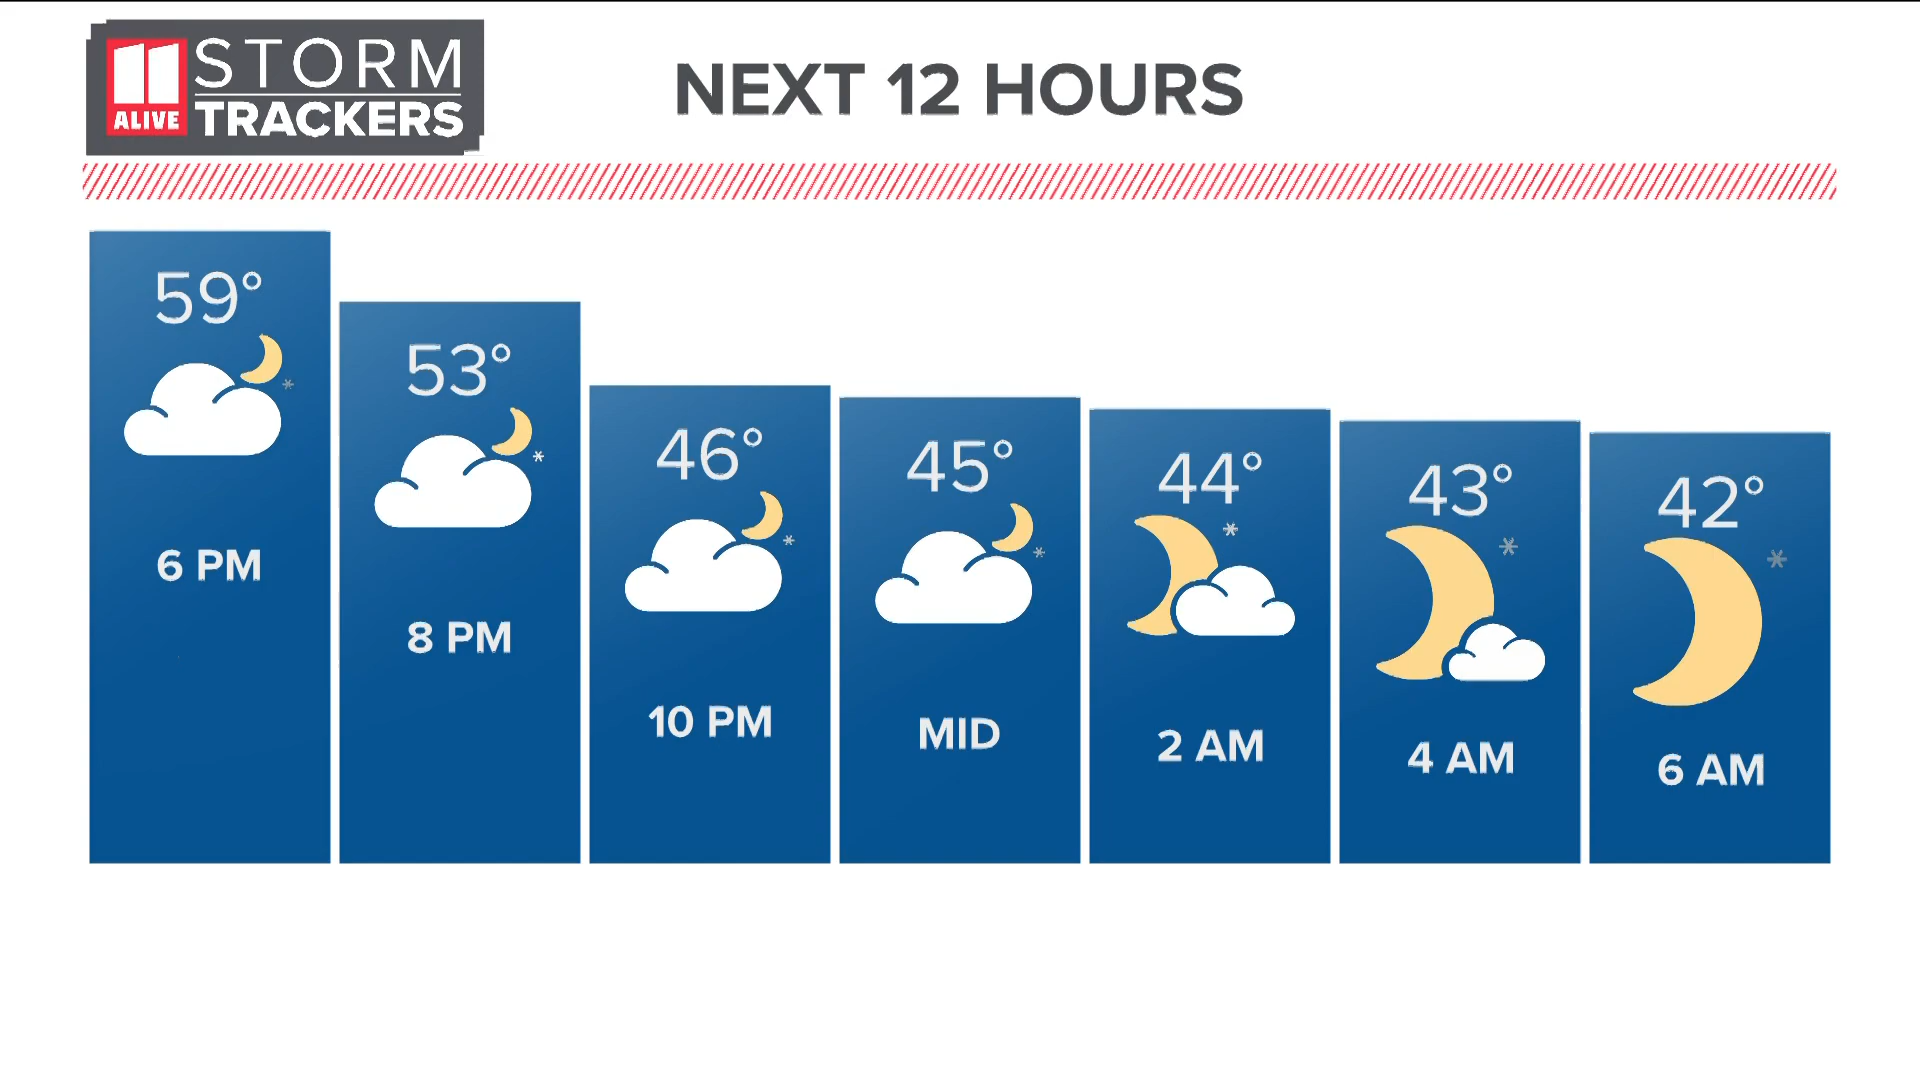 11 ALIVE
STORM
TRACKERS
NEXT 12 HOURS
59°
6 PM
53°
8 PM
46°
10 PM
45°
MID
44°
2 AM
43°
4 AM
42°
6 AM